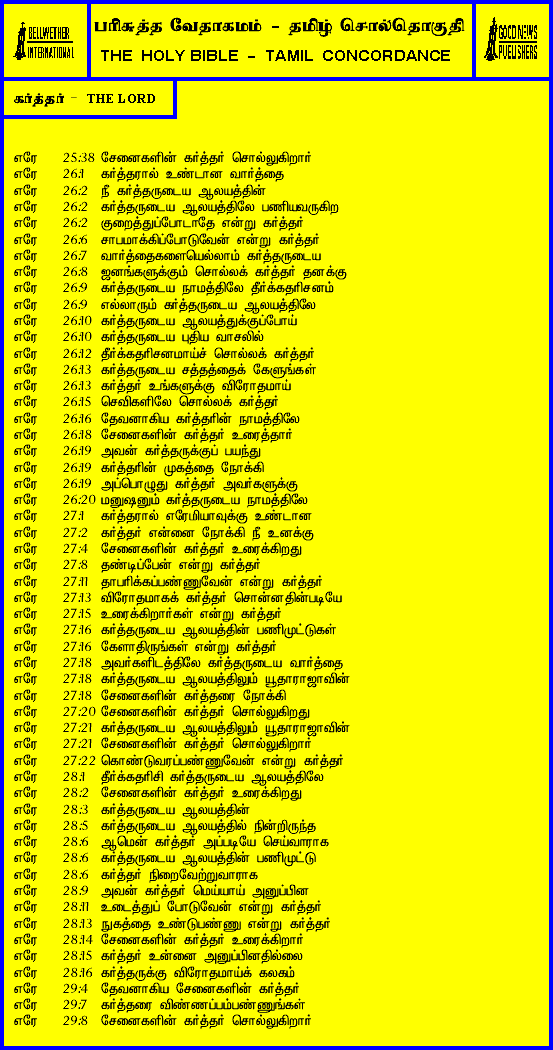 BELLWETHER
INTERNATIONAL
பரிசுத்த வேதாகமம் - தமிழ் சொல்தொகுதி
THE HOLY BIBLE - TAMIL CONCORDANCE
GOOD NEWS
PUBLISHERS
கர்த்தர் - THE LORD
எரே 25:38 சேனைகளின் கர்த்தர் சொல்லுகிறார்
எரே 26:1 கர்த்தரால் உண்டான வார்த்தை
எரே 26:2 நீ கர்த்தருடைய ஆலயத்தின்
எரே 26:2 கர்த்தருடைய ஆலயத்திலே பணியவருகிற
எரே 26:2 குறைத்துப்போடாதே என்று கர்த்தர்
எரே 26:6 சாபமாக்கிப்போடுவேன் என்று கர்த்தர்
எரே 26:7 வார்த்தைகளையெல்லாம் கர்த்தருடைய
எரே 26:8 ஜனங்களுக்கும் சொல்லக் கர்த்தர் தனக்கு
எரே 26:9 கர்த்தருடைய நாமத்திலே தீர்க்கதரிசனம்
எரே 26:9 எல்லாரும் கர்த்தருடைய ஆலயத்திலே
எரே 26:10 கர்த்தருடைய ஆலயத்துக்குப்போய்
எரே 26:10 கர்த்தருடைய புதிய வாசலில்
எரே 26:12 தீர்க்கதரிசனமாய்ச் சொல்லக் கர்த்தர்
எரே 26:13 கர்த்தருடைய சத்தத்தைக் கேளுங்கள்
எரே 26:13 கர்த்தர் உங்களுக்கு விரோதமாய்
எரே 26:15 செவிகளிலே சொல்லக் கர்த்தர்
எரே 26:16 தேவனாகிய கர்த்தரின் நாமத்திலே
எரே 26:18 சேனைகளின் கர்த்தர் உரைத்தார்
எரே 26:19 அவன் கர்த்தருக்குப் பயந்து
எரே 26:19 கர்த்தரின் முகத்தை நோக்கி
எரே 26:19 அப்பொழுது கர்த்தர் அவர்களுக்கு
எரே 26:20 மனுஷனும் கர்த்தருடைய நாமத்திலே
எரே 27:1 கர்த்தரால் எரேமியாவுக்கு உண்டான
எரே 27:2 கர்த்தர் என்னை நோக்கி நீ உனக்கு
எரே 27:4 சேனைகளின் கர்த்தர் உரைக்கிறது
எரே 27:8 தண்டிப்பேன் என்று கர்த்தர்
எரே 27:11 தாபரிக்கப்பண்ணுவேன் என்று கர்த்தர்
எரே 27:13 விரோதமாகக் கர்த்தர் சொன்னதின்படியே
எரே 27:15 உரைக்கிறார்கள் என்று கர்த்தர்
எரே 27:16 கர்த்தருடைய ஆலயத்தின் பணிமுட்டுகள்
எரே 27:16 கேளாதிருங்கள் என்று கர்த்தர்
எரே 27:18 அவர்களிடத்திலே கர்த்தருடைய வார்த்தை
எரே 27:18 கர்த்தருடைய ஆலயத்திலும் யூதாராஜாவின்
எரே 27:18 சேனைகளின் கர்த்தரை நோக்கி
எரே 27:20 சேனைகளின் கர்த்தர் சொல்லுகிறது
எரே 27:21 கர்த்தருடைய ஆலயத்திலும் யூதாராஜாவின்
எரே 27:21 சேனைகளின் கர்த்தர் சொல்லுகிறார்
எரே 27:22 கொண்டுவரப்பண்ணுவேன் என்று கர்த்தர்
எரே 28:1 தீர்க்கதரிசி கர்த்தருடைய ஆலயத்திலே
எரே 28:2 சேனைகளின் கர்த்தர் உரைக்கிறது
எரே 28:3 கர்த்தருடைய ஆலயத்தின்
எரே 28:5 கர்த்தருடைய ஆலயத்தில் நின்றிருந்த
எரே 28:6 ஆமென் கர்த்தர் அப்படியே செய்வாராக
எரே 28:6 கர்த்தருடைய ஆலயத்தின் பணிமுட்டு
எரே 28:6 கர்த்தர் நிறைவேற்றுவாராக
எரே 28:9 அவன் கர்த்தர் மெய்யாய் அனுப்பின
எரே 28:11 உடைத்துப் போடுவேன் என்று கர்த்தர்
எரே 28:13 நுகத்தை உண்டுபண்ணு என்று கர்த்தர்
எரே 28:14 சேனைகளின் கர்த்தர் உரைக்கிறார்
எரே 28:15 கர்த்தர் உன்னை அனுப்பினதில்லை
எரே 28:16 கர்த்தருக்கு விரோதமாய்க் கலகம்
எரே 29:4 தேவனாகிய சேனைகளின் கர்த்தர்
எரே 29:7 கர்த்தரை விண்ணப்பம்பண்ணுங்கள்
எரே 29:8 சேனைகளின் கர்த்தர் சொல்லுகிறார்